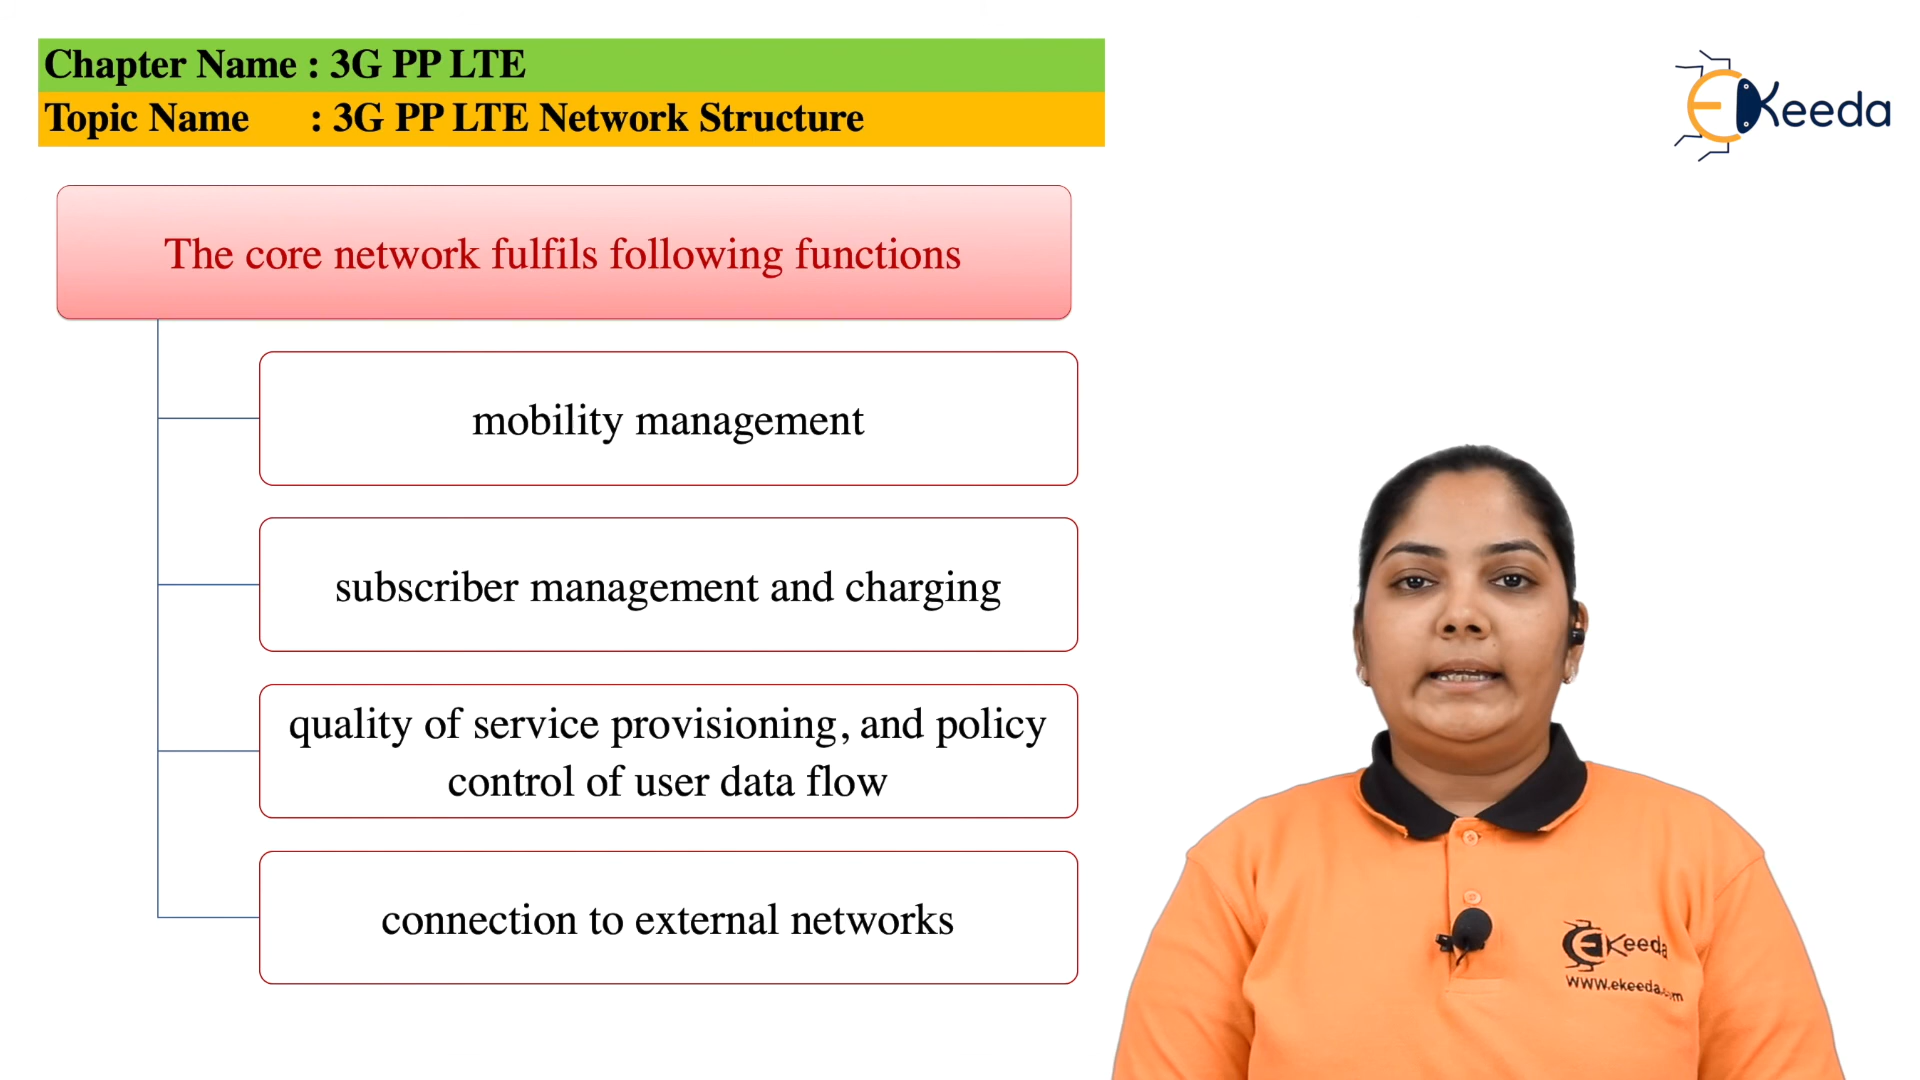 Chapter Name : 3G PP LTE
Topic Name : 3G PP LTE Network Structure
EKeeda
The core network fulfils following functions
mobility management
subscriber management and charging
quality of service provisioning, and policy
control of user data flow
connection to external networks
EKeeda
www.ekeeda.com